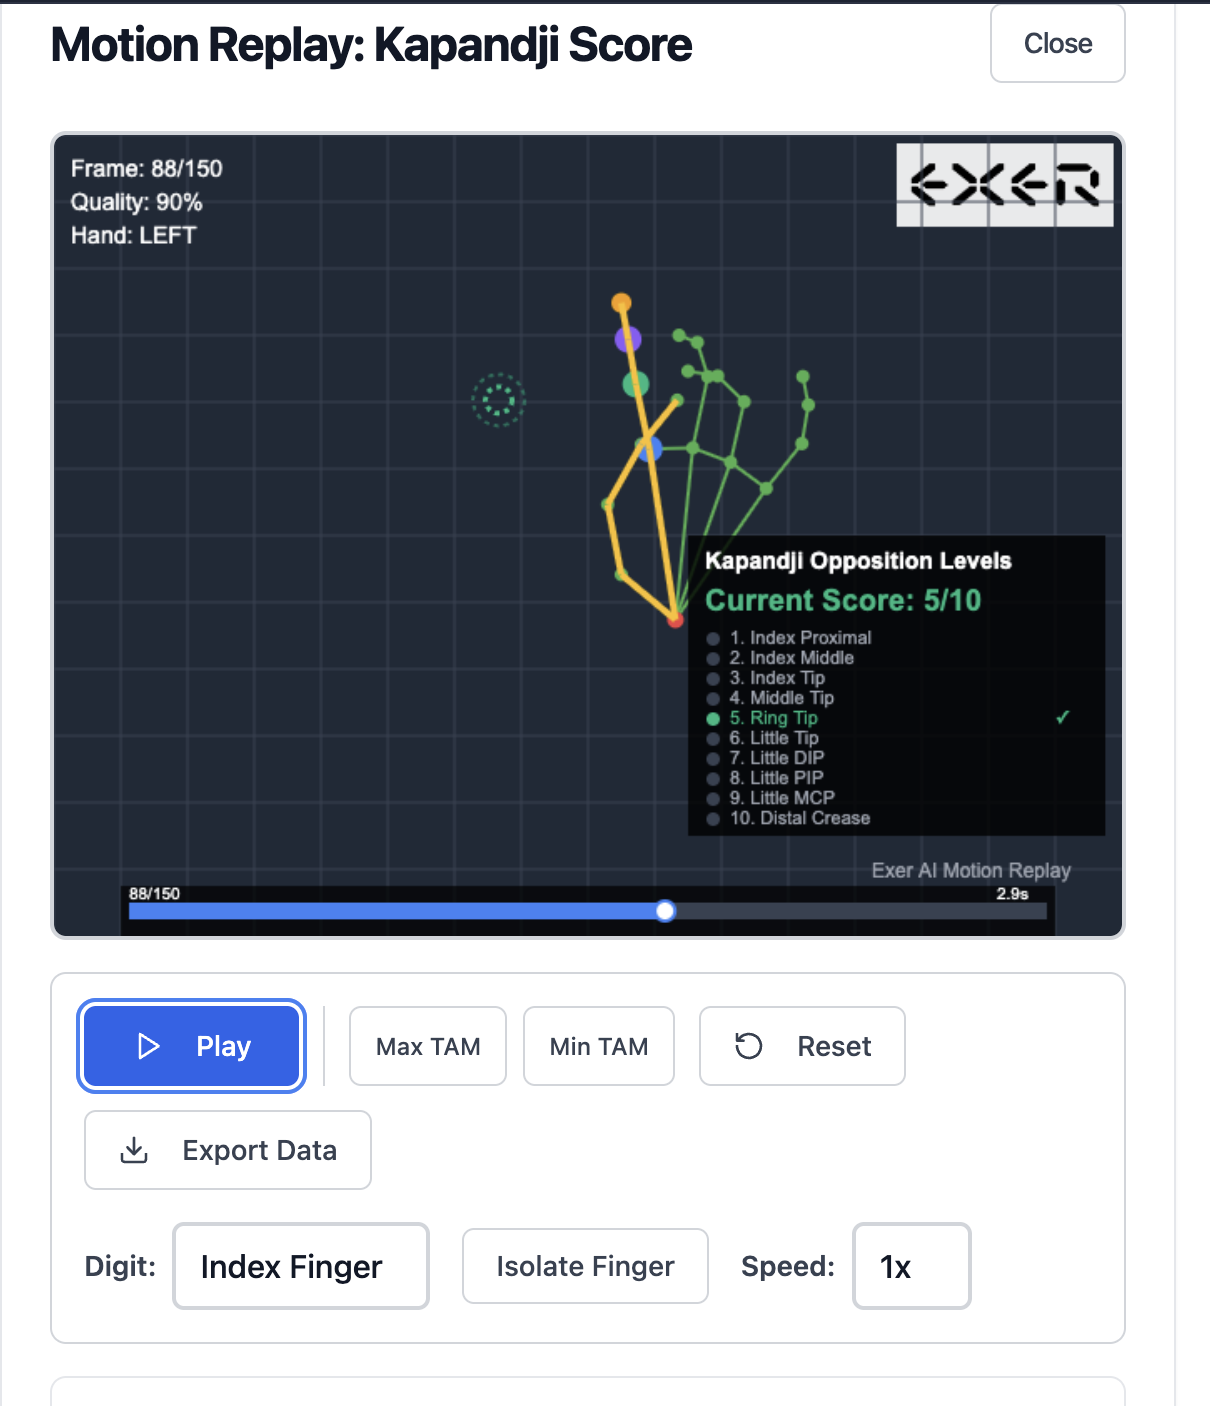 Motion Replay: Kapandji Score
Close
Frame: 88/150
Quality: 90%
Hand: LEFT
EXER
Kapandji Opposition Levels
Current Score: 5/10
1. Index Proximal
2. Index Middle
3. Index Tip
4. Middle Tip
5. Ring Tip ✓
6. Little Tip
7. Little DIP
8. Little PIP
9. Little MCP
10. Distal Crease
Exer AI Motion Replay
88/150
2.9s
Play
Max TAM
Min TAM
Reset
Export Data
Digit:
Index Finger
Isolate Finger
Speed:
1x